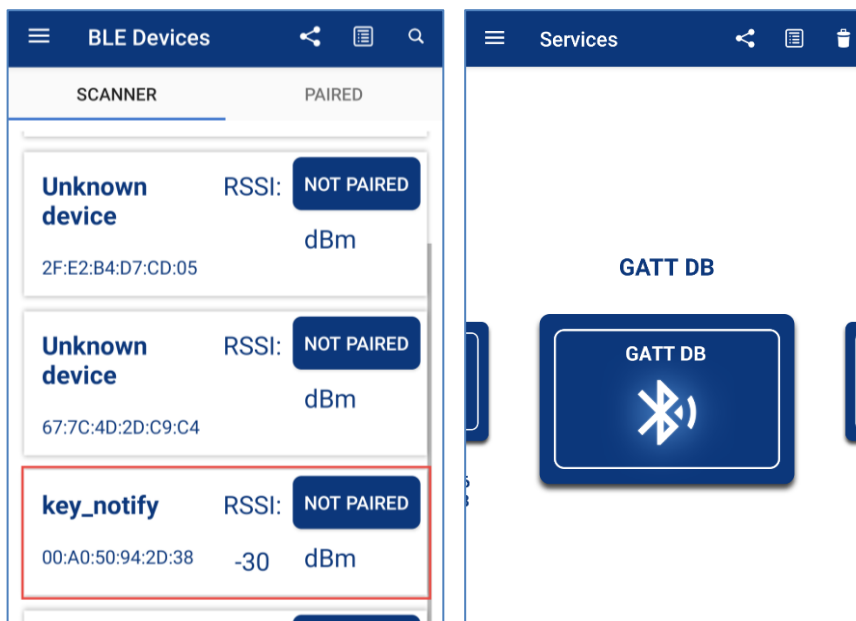 BLE Devices
SCANNER PAIRED
Unknown device RSSI: NOT PAIRED
dBm
2F:E2:B4:D7:CD:05
Unknown device RSSI: NOT PAIRED
dBm
67:7C:4D:2D:C9:C4
key_notify RSSI: NOT PAIRED
00:A0:50:94:2D:38 -30 dBm
Services
GATT DB
GATT DB